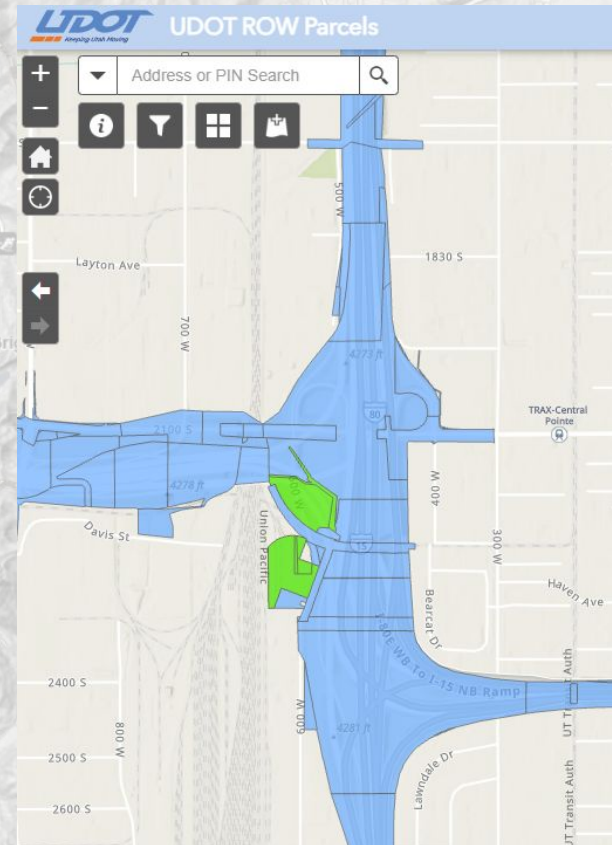 UDOT
Keeping Utah Moving
UDOT ROW Parcels
+
Address or PIN Search
−
i
500 W
1830 S
Layton Ave
700 W
4273 ft
80
TRAX-Central
Pointe
2100 S
4278 ft
400 W
300 W
Davis St
Union Pacific
15
Haven Ave
Bearcat Dr
I-80E WB To I-15 NB Ramp
2400 S
UT Transit Auth
600 W
4281 ft
800 W
2500 S
Lawndale Dr
UT Transit Auth
2600 S